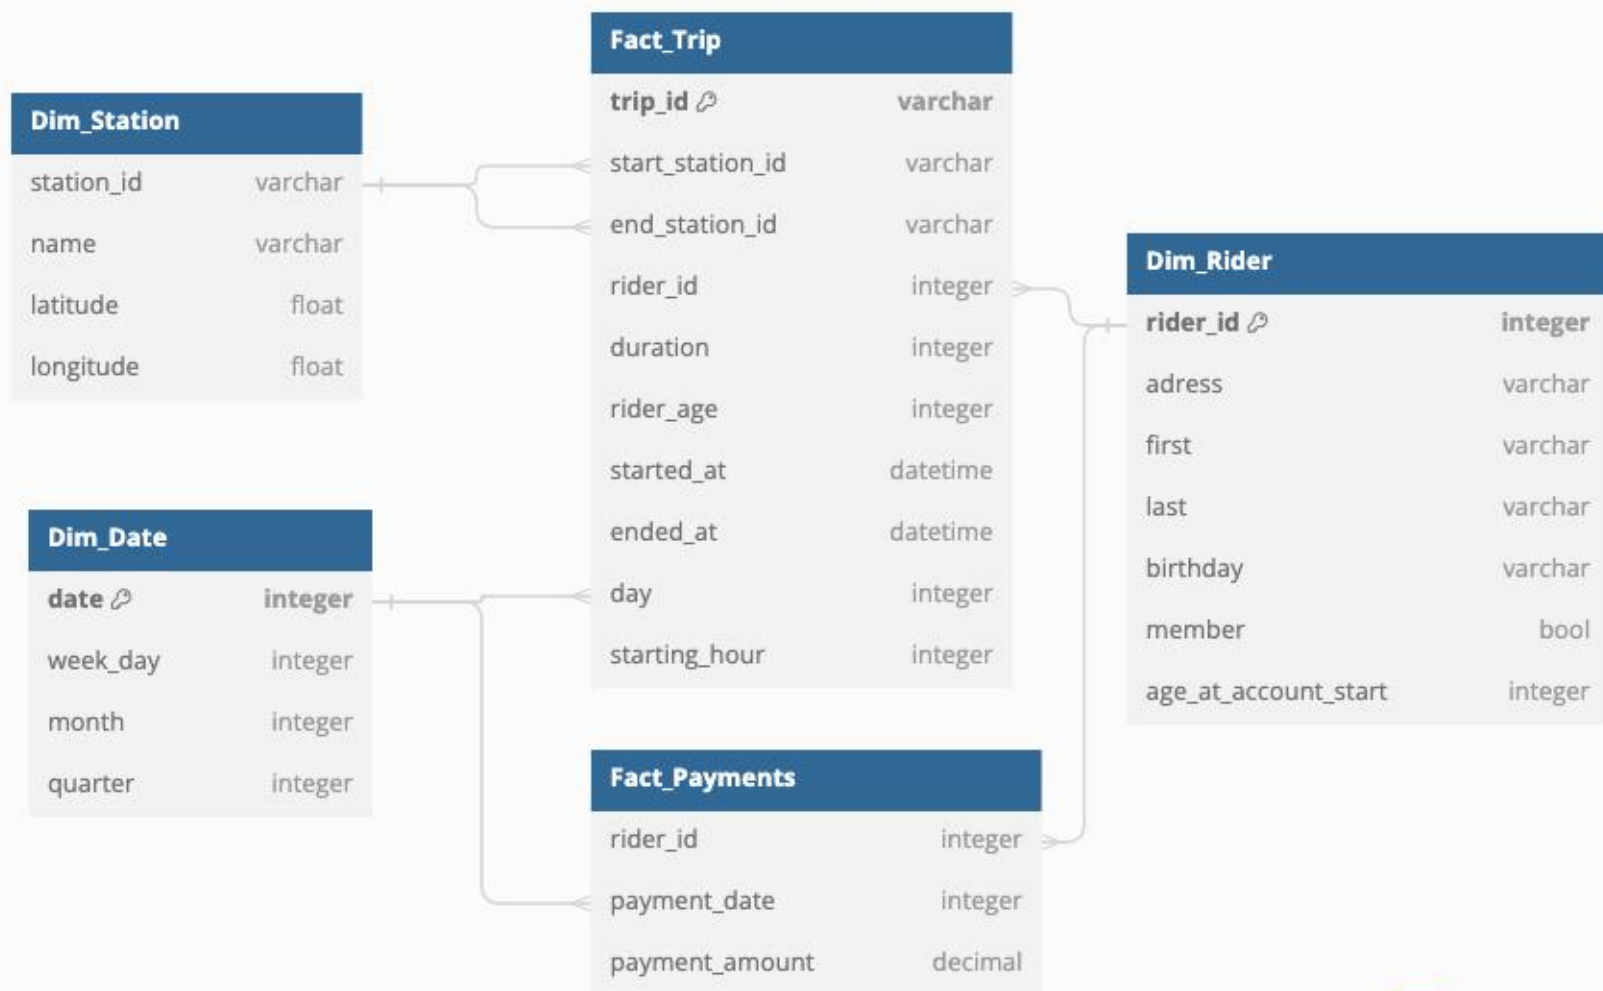 Fact_Trip
trip_id varchar
start_station_id varchar
end_station_id varchar
rider_id integer
duration integer
rider_age integer
started_at datetime
ended_at datetime
day integer
starting_hour integer
Dim_Station
station_id varchar
name varchar
latitude float
longitude float
Dim_Rider
rider_id integer
adress varchar
first varchar
last varchar
birthday varchar
member bool
age_at_account_start integer
Dim_Date
date integer
week_day integer
month integer
quarter integer
Fact_Payments
rider_id integer
payment_date integer
payment_amount decimal